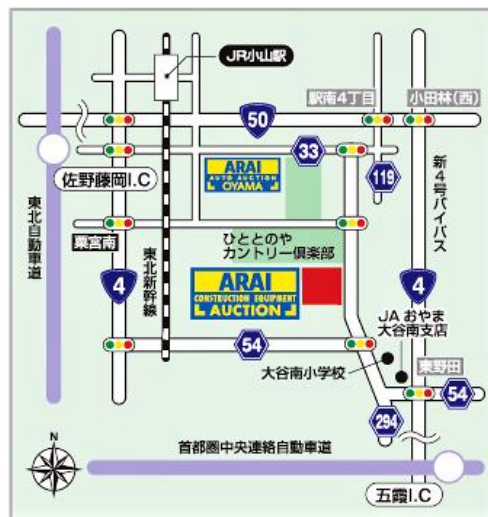 JR小山駅
駅南4丁目
小田林(西)
50
33
119
佐野藤岡I.C
ARAI
AUTO AUCTION
OYAMA
東北自動車道
粟宮南
東北新幹線
ひととのや
カントリー倶楽部
新4号バイパス
4
ARAI
CONSTRUCTION EQUIPMENT
AUCTION
4
JA おやま
大谷南支店
54
大谷南小学校
東野田
54
294
N
首都圏中央連絡自動車道
五霞I.C